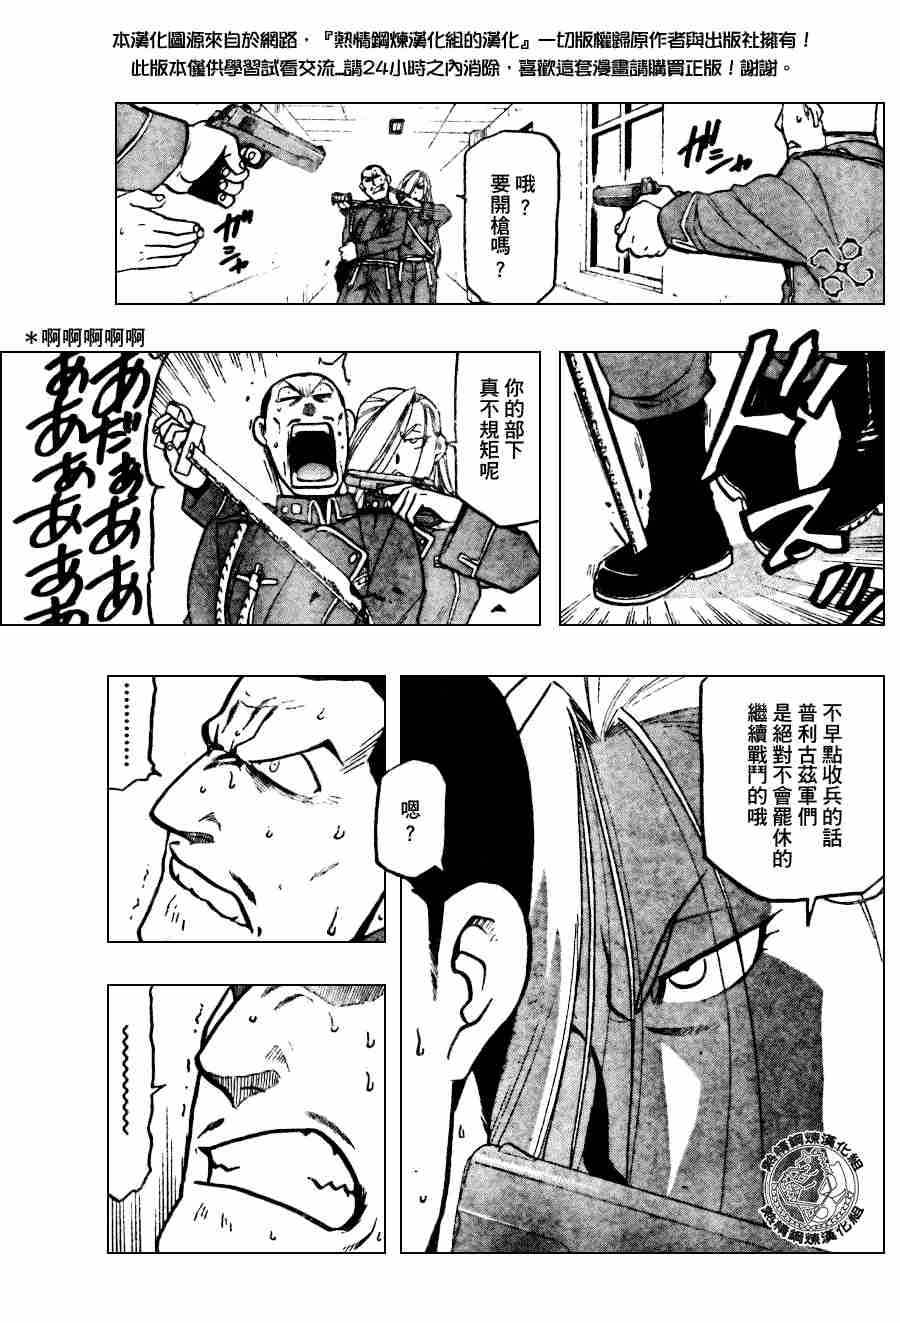 本漢化圖源來自於網路，『熱情鋼煉漢化組的漢化』一切版權歸原作者與出版社擁有！
此版本僅供學習試看交流_請24小時之內消除，喜歡這套漫畫請購買正版！謝謝。
ガシャ
哦？
要開槍嗎？
ガシャ
＊啊啊啊啊啊
ドス
你的部下
真不規矩呢
あだぁああ
あああああ
不早點收兵的話
普利古茲軍們
是絕對不會罷休的
繼續戰鬥的哦
嗯？
………
熱情鋼煉漢化組
熱情鋼煉漢化組